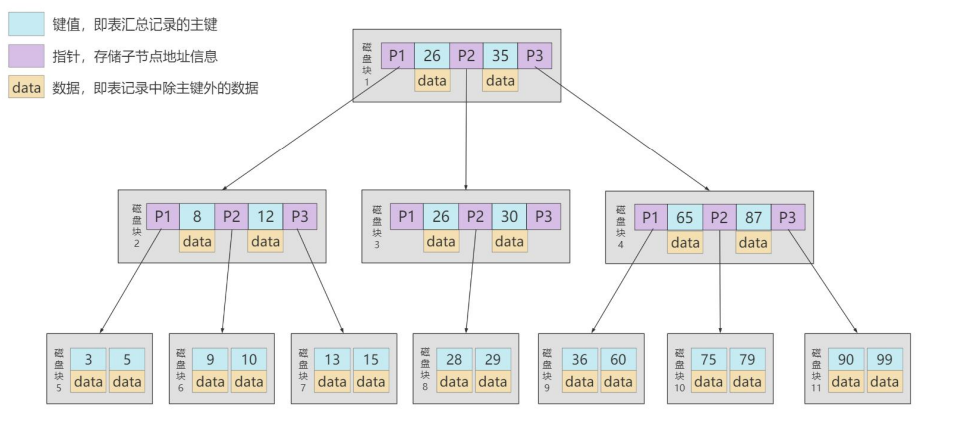 键值，即表汇总记录的主键
指针，存储子节点地址信息
data 数据，即表记录中除主键外的数据
磁盘块1
P1 26 P2 35 P3
data data
磁盘块2
P1 8 P2 12 P3
data data
磁盘块3
P1 26 P2 30 P3
data data
磁盘块4
P1 65 P2 87 P3
data data
磁盘块5
3 5
data data
磁盘块6
9 10
data data
磁盘块7
13 15
data data
磁盘块8
28 29
data data
磁盘块9
36 60
data data
磁盘块10
75 79
data data
磁盘块11
90 99
data data